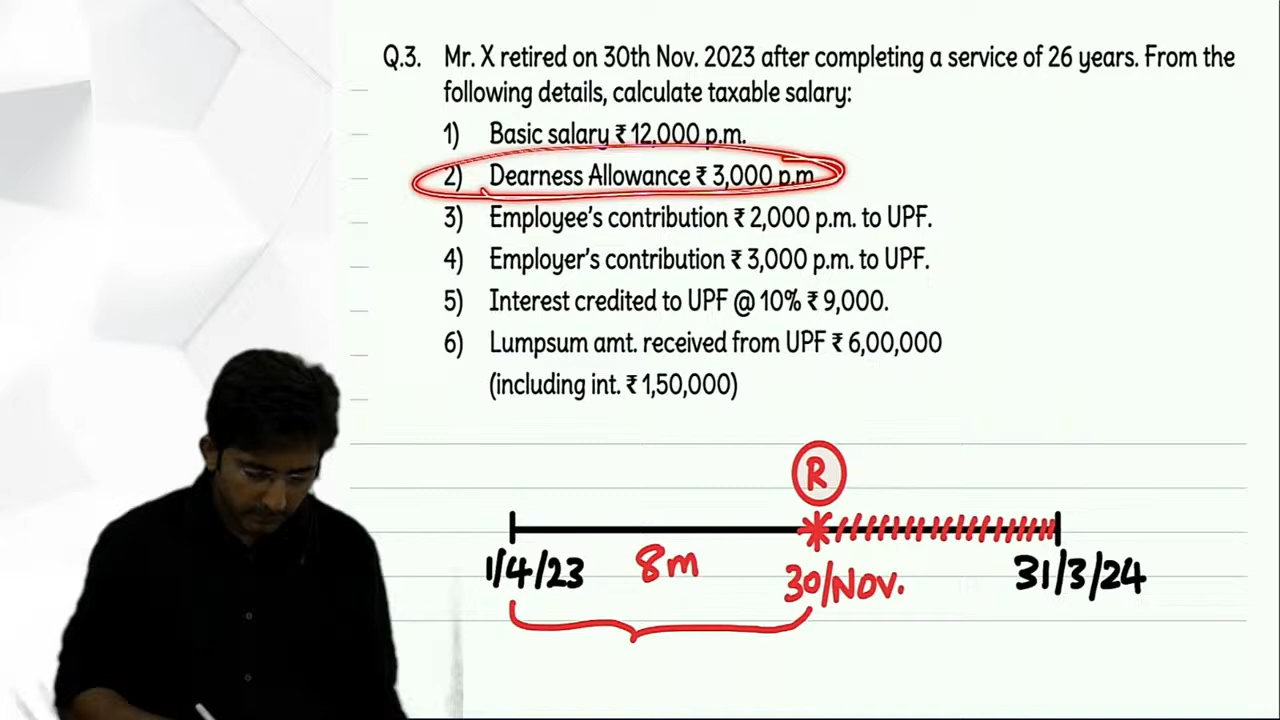 Q.3. Mr. X retired on 30th Nov. 2023 after completing a service of 26 years. From the
following details, calculate taxable salary:
1) Basic salary ₹ 12,000 p.m.
2) Dearness Allowance ₹ 3,000 p.m
3) Employee's contribution ₹ 2,000 p.m. to UPF.
4) Employer's contribution ₹ 3,000 p.m. to UPF.
5) Interest credited to UPF @ 10% ₹ 9,000.
6) Lumpsum amt. received from UPF ₹ 6,00,000
(including int. ₹ 1,50,000)
R
1/4/23 8m 30/Nov. 31/3/24